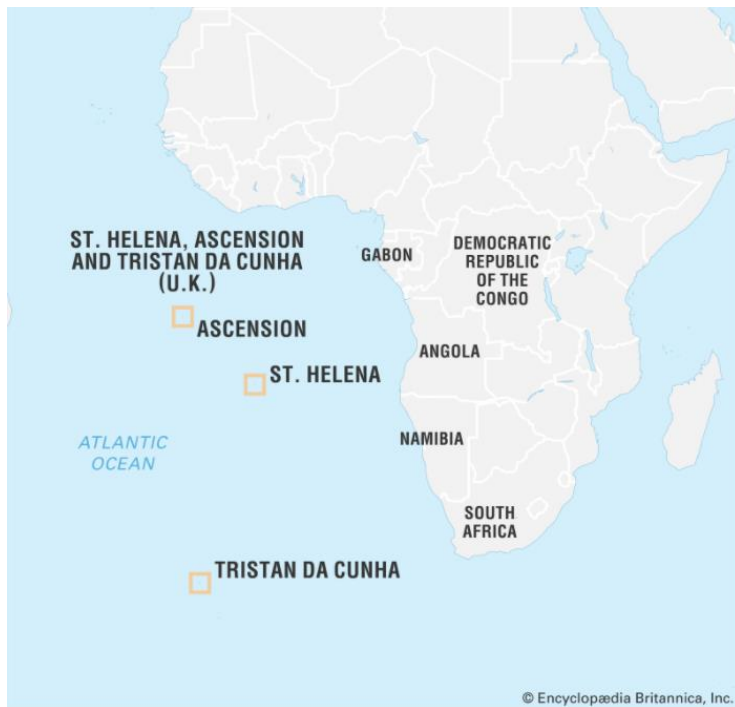 ST. HELENA, ASCENSION
AND TRISTAN DA CUNHA
(U.K.)
GABON
DEMOCRATIC
REPUBLIC
OF THE
CONGO
ASCENSION
ANGOLA
ST. HELENA
ATLANTIC
OCEAN
NAMIBIA
SOUTH
AFRICA
TRISTAN DA CUNHA
© Encyclopædia Britannica, Inc.